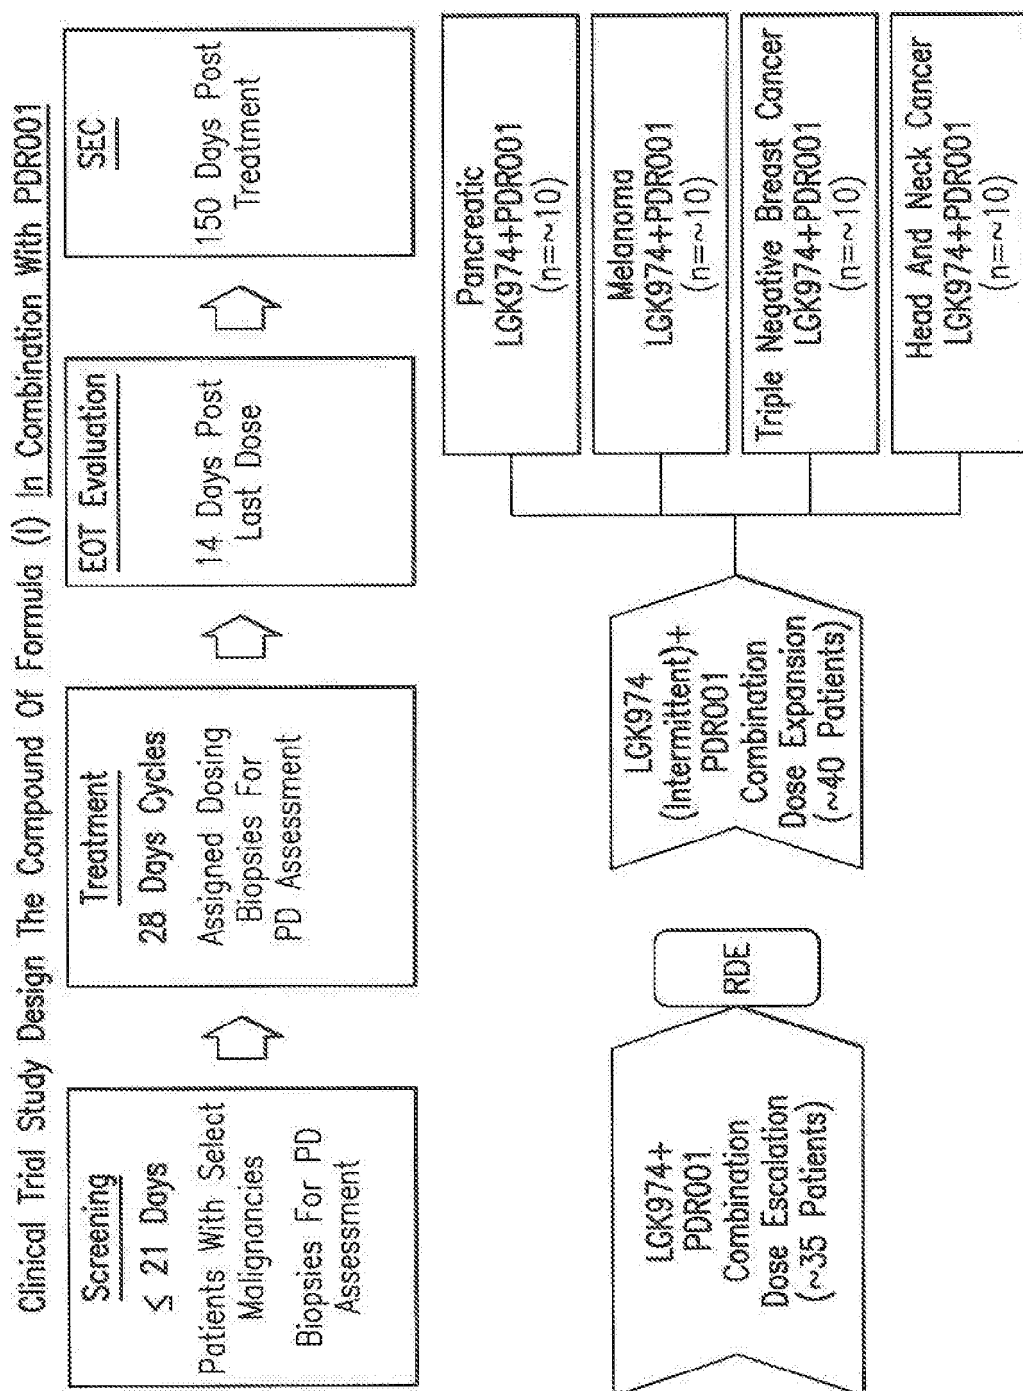 Clinical Trial Study Design The Compound Of Formula (I) In Combination With PDR001
Screening
≤ 21 Days
Patients With Select
Malignancies
Biopsies For PD
Assessment
Treatment
28 Days Cycles
Assigned Dosing
Biopsies For
PD Assessment
EOT Evaluation
14 Days Post
Last Dose
SEC
150 Days Post
Treatment
LGK974+
PDR001
Combination
Dose Escalation
(~35 Patients)
RDE
LGK974
(Intermittent)+
PDR001
Combination
Dose Expansion
(~40 Patients)
Pancreatic
LGK974+PDR001
(n=~10)
Melanoma
LGK974+PDR001
(n=~10)
Triple Negative Breast Cancer
LGK974+PDR001
(n=~10)
Head And Neck Cancer
LGK974+PDR001
(n=~10)